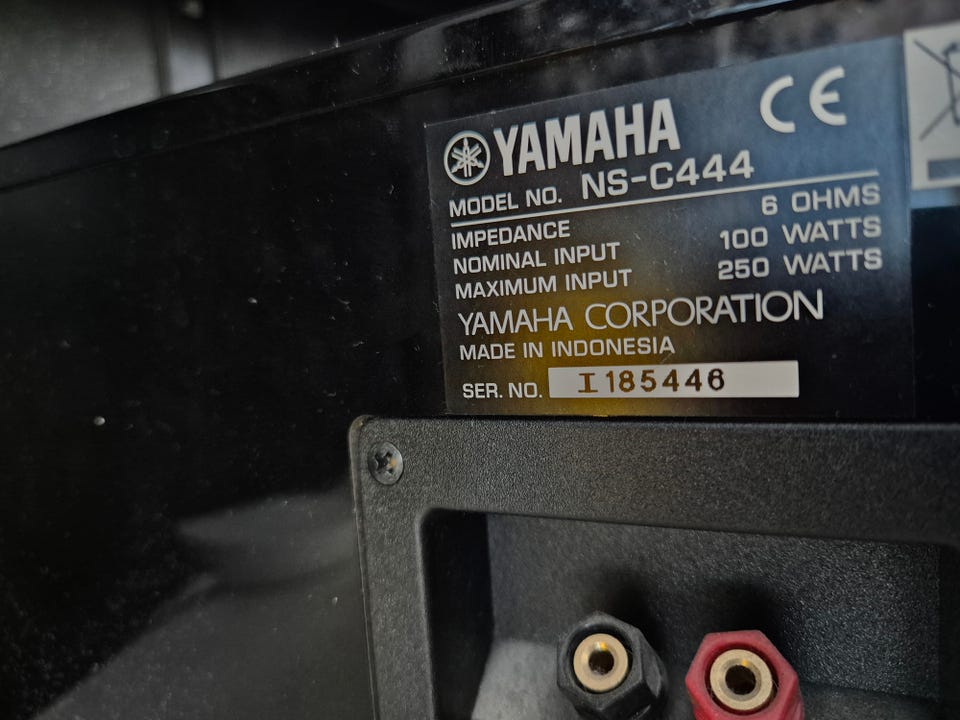 YAMAHA CE
MODEL NO. NS-C444
IMPEDANCE 6 OHMS
NOMINAL INPUT 100 WATTS
MAXIMUM INPUT 250 WATTS
YAMAHA CORPORATION
MADE IN INDONESIA
SER. NO. I185446